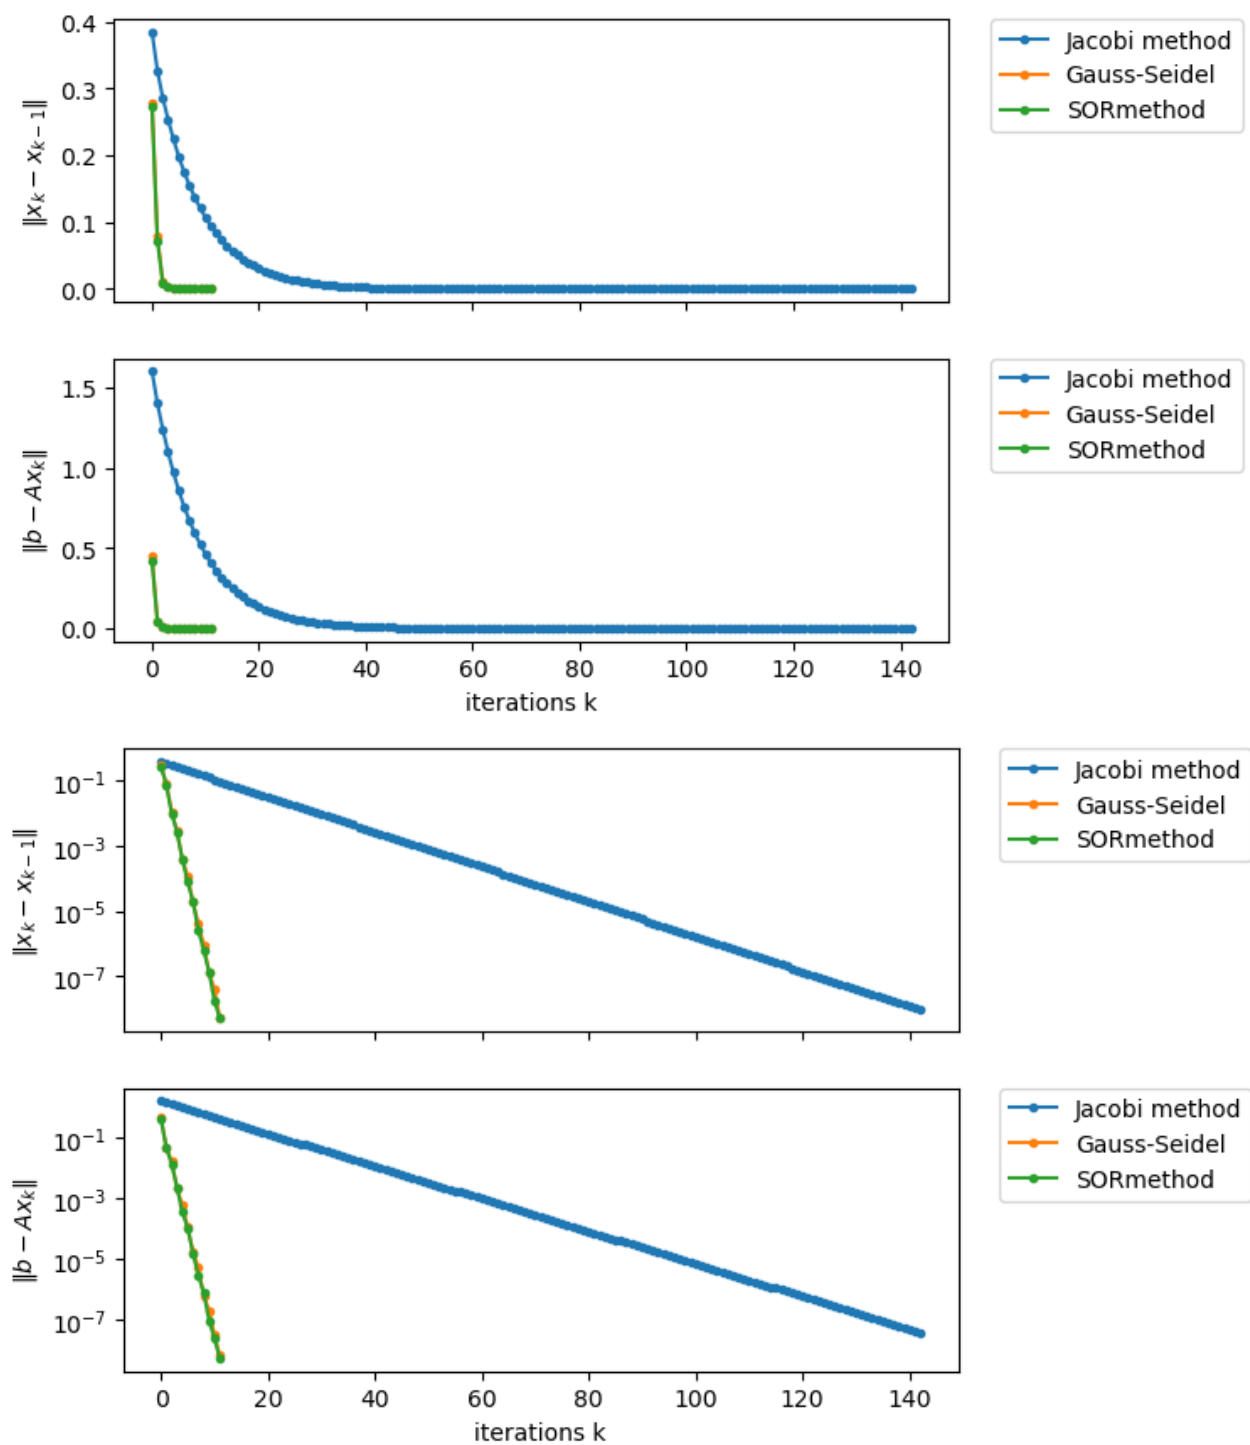 0.4
0.3
0.2
0.1
0.0
‖x_k − x_{k−1}‖
Jacobi method
Gauss-Seidel
SORmethod
1.5
1.0
0.5
0.0
‖b − Ax_k‖
0 20 40 60 80 100 120 140
iterations k
Jacobi method
Gauss-Seidel
SORmethod
10^{−1}
10^{−3}
10^{−5}
10^{−7}
‖x_k − x_{k−1}‖
Jacobi method
Gauss-Seidel
SORmethod
10^{−1}
10^{−3}
10^{−5}
10^{−7}
‖b − Ax_k‖
0 20 40 60 80 100 120 140
iterations k
Jacobi method
Gauss-Seidel
SORmethod